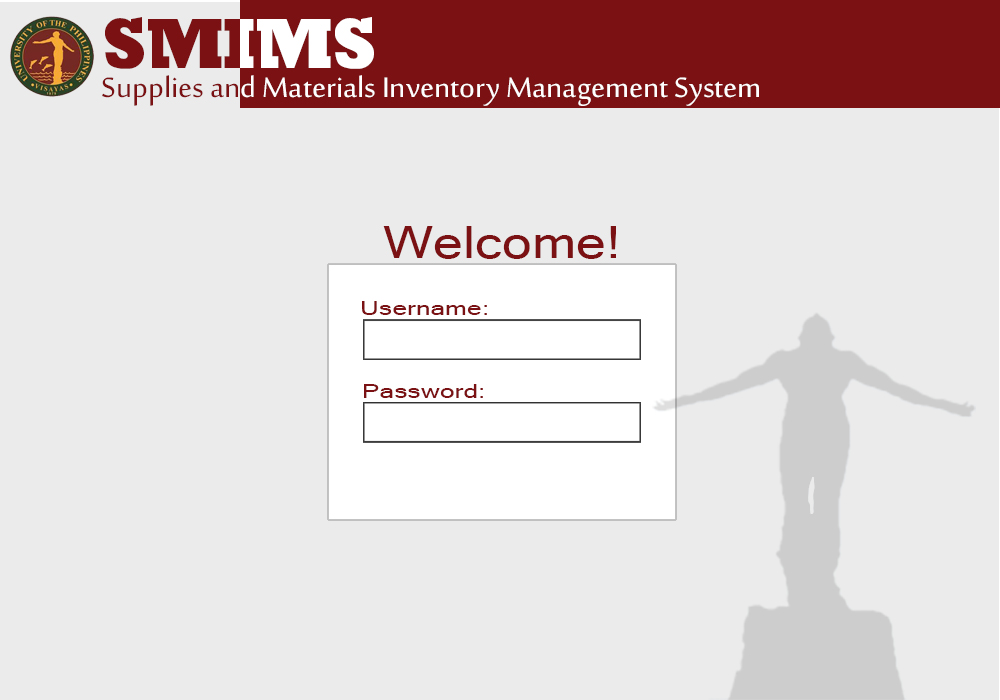 UNIVERSITY OF THE PHILIPPINES
VISAYAS
SMIMS
Supplies and Materials Inventory Management System
Welcome!
Username:
Password: